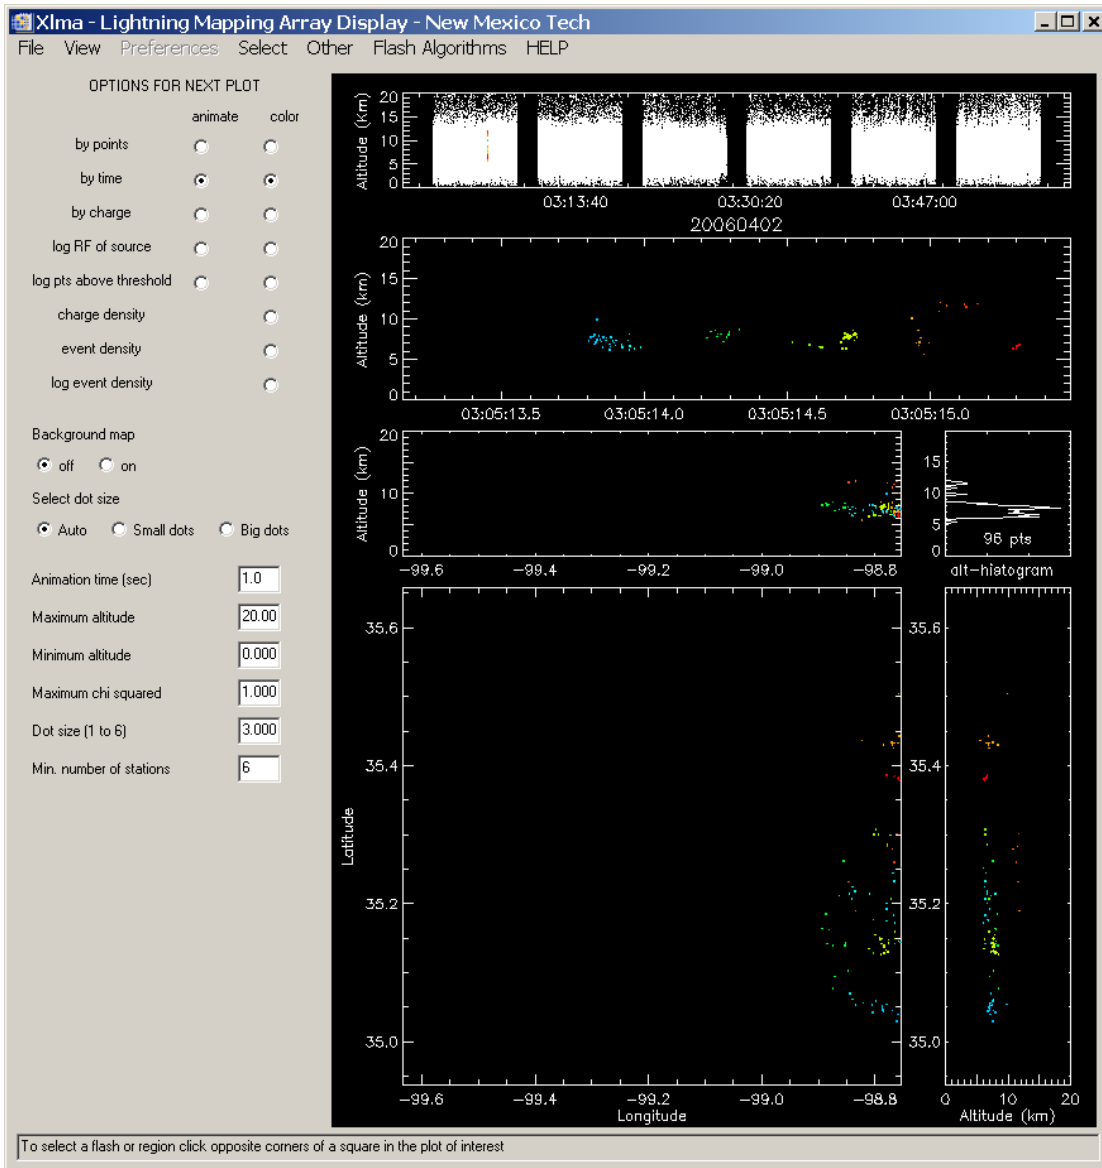 Xlma - Lightning Mapping Array Display - New Mexico Tech
File View Preferences Select Other Flash Algorithms HELP
OPTIONS FOR NEXT PLOT
animate color
by points
by time
by charge
log RF of source
log pts above threshold
charge density
event density
log event density
Background map
off on
Select dot size
Auto Small dots Big dots
Animation time (sec) 1.0
Maximum altitude 20.00
Minimum altitude 0.000
Maximum chi squared 1.000
Dot size (1 to 6) 3.000
Min. number of stations 6
Altitude (km)
20
15
10
5
0
03:13:40 03:30:20 03:47:00
20060402
Altitude (km)
20
15
10
5
0
03:05:13.5 03:05:14.0 03:05:14.5 03:05:15.0
Altitude (km)
20
10
0
-99.6 -99.4 -99.2 -99.0 -98.8
15
10
5
0
96 pts
alt-histogram
Latitude
35.6
35.4
35.2
35.0
-99.6 -99.4 -99.2 -99.0 -98.8
Longitude
35.6
35.4
35.2
35.0
0 10 20
Altitude (km)
To select a flash or region click opposite corners of a square in the plot of interest